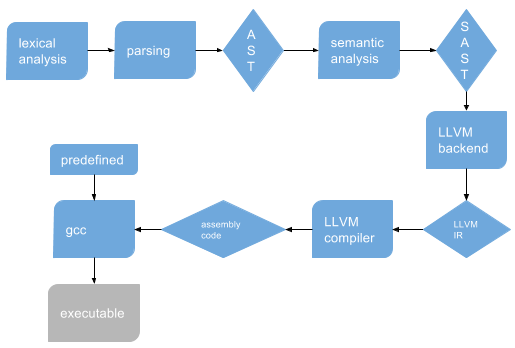 lexical
analysis
parsing
A
S
T
semantic
analysis
S
A
S
T
LLVM
backend
predefined
gcc
assembly
code
LLVM
compiler
LLVM
IR
executable